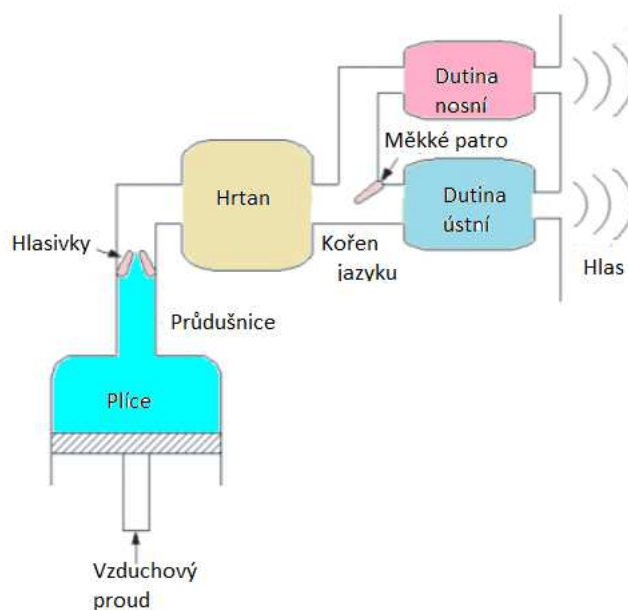 Dutina
nosní
Měkké patro
Hrtan
Dutina
ústní
Hlasivky
Kořen
jazyku
Hlas
Průdušnice
Plíce
Vzduchový
proud